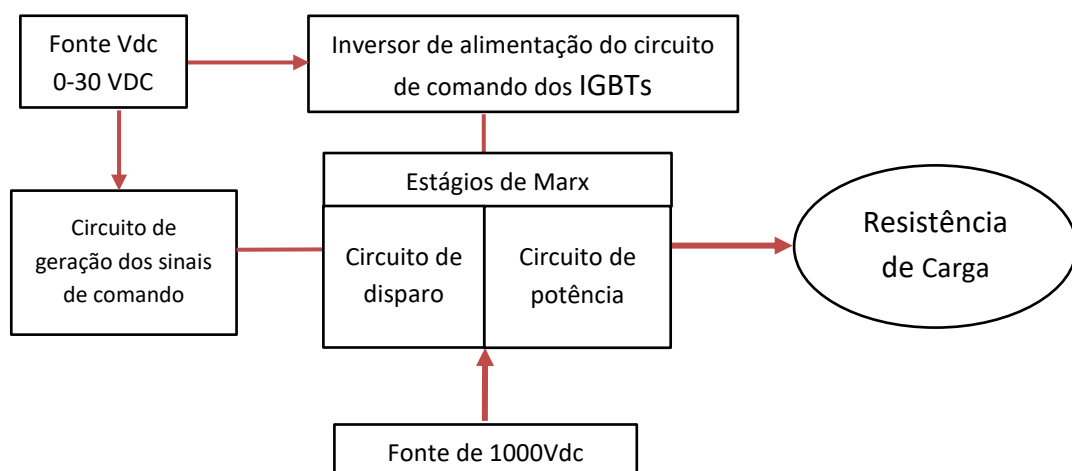 Fonte Vdc
0-30 VDC
Inversor de alimentação do circuito
de comando dos IGBTs
Estágios de Marx
Circuito de
geração dos sinais
de comando
Circuito de
disparo
Circuito de
potência
Resistência
de Carga
Fonte de 1000Vdc